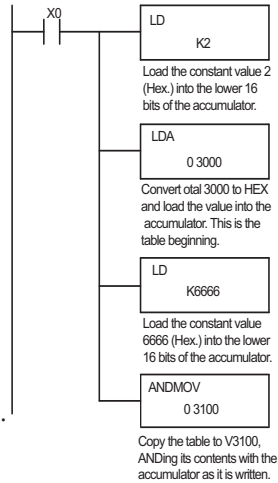 X0
LD
K2
Load the constant value 2
(Hex.) into the lower 16
bits of the accumulator.
LDA
0 3000
Convert otal 3000 to HEX
and load the value into the
accumulator. This is the
table beginning.
LD
K6666
Load the constant value
6666 (Hex.) into the lower
16 bits of the accumulator.
ANDMOV
0 3100
Copy the table to V3100,
ANDing its contents with the
accumulator as it is written.